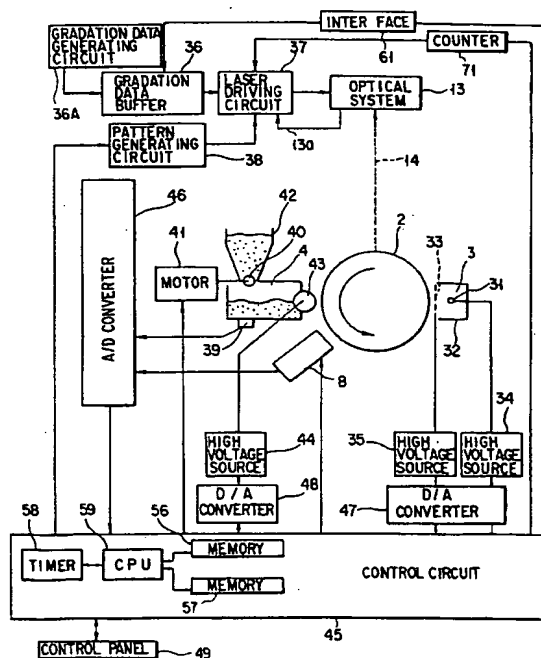 INTER FACE
61
GRADATION DATA
GENERATING
CIRCUIT
36A
36
GRADATION
DATA
BUFFER
37
LASER
DRIVING
CIRCUIT
COUNTER
71
OPTICAL
SYSTEM
13
13a
PATTERN
GENERATING
CIRCUIT
38
14
46
A/D CONVERTER
42
40
41
MOTOR
4
43
2
33
3
31
32
39
8
34
HIGH
VOLTAGE
SOURCE
44
35
HIGH
VOLTAGE
SOURCE
HIGH
VOLTAGE
SOURCE
D/A
CONVERTER
48
47
D/A
CONVERTER
58
59
56
TIMER
CPU
MEMORY
MEMORY
57
CONTROL CIRCUIT
45
CONTROL PANEL
49